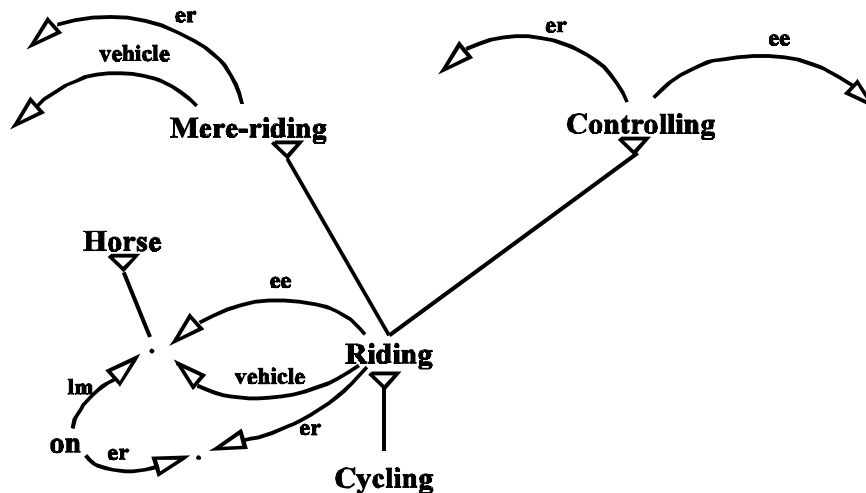 er
er
ee
vehicle
Mere-riding
Controlling
Horse
ee
Riding
vehicle
lm
er
on
er
Cycling